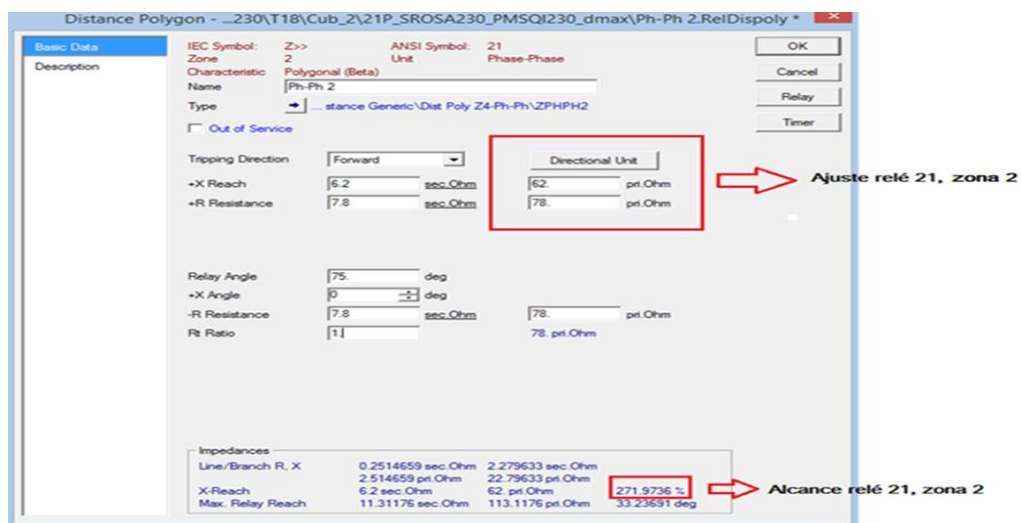 Distance Polygon - ...230\T18\Cub_2\21P_SROSA230_PMSQI230_dmax\Ph-Ph 2.RelDispoly *
Basic Data
Description
IEC Symbol: Z>> ANSI Symbol: 21
Zone 2 Unit Phase-Phase
Characteristic Polygonal (Beta)
Name Ph-Ph 2
Type ... stance Generic\Dist Poly Z4-Ph-Ph\ZPHPH2
Out of Service
OK
Cancel
Relay
Timer
Tripping Direction Forward Directional Unit
+X Reach 6.2 sec.Ohm 62. pri.Ohm
+R Resistance 7.8 sec.Ohm 78. pri.Ohm
Ajuste relé 21, zona 2
Relay Angle 75. deg
+X Angle 0 deg
-R Resistance 7.8 sec.Ohm 78. pri.Ohm
Rt Ratio 1. 78. pri.Ohm
Impedances
Line/Branch R, X 0.2514659 sec.Ohm 2.279633 sec.Ohm
2.514659 pri.Ohm 22.79633 pri.Ohm
X-Reach 6.2 sec.Ohm 62. pri.Ohm 271.9736 %
Max. Relay Reach 11.31176 sec.Ohm 113.1176 pri.Ohm 33.23691 deg
Alcance relé 21, zona 2